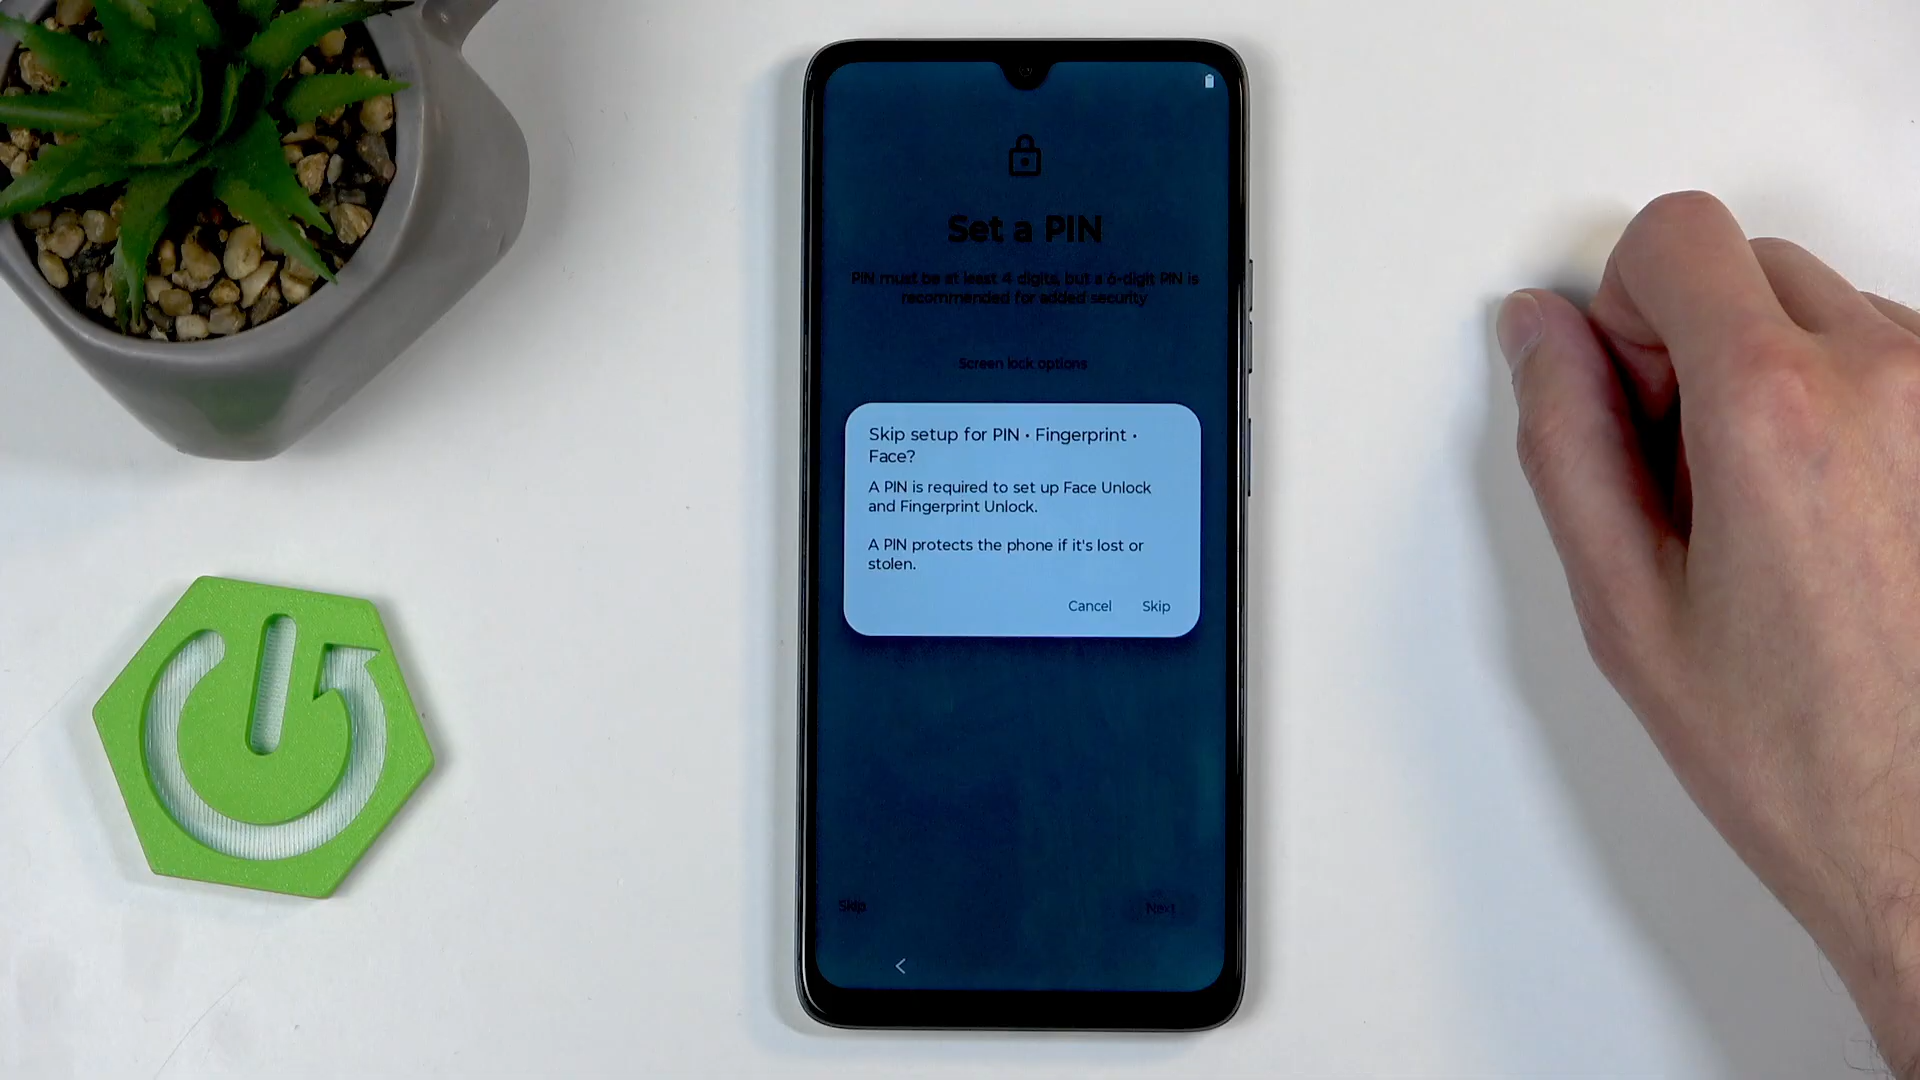 Set a PIN
PIN must be at least 4 digits, but a 6-digit PIN is
recommended for added security
Screen lock options
Skip setup for PIN • Fingerprint •
Face?
A PIN is required to set up Face Unlock
and Fingerprint Unlock.
A PIN protects the phone if it's lost or
stolen.
Cancel Skip
Skip Next